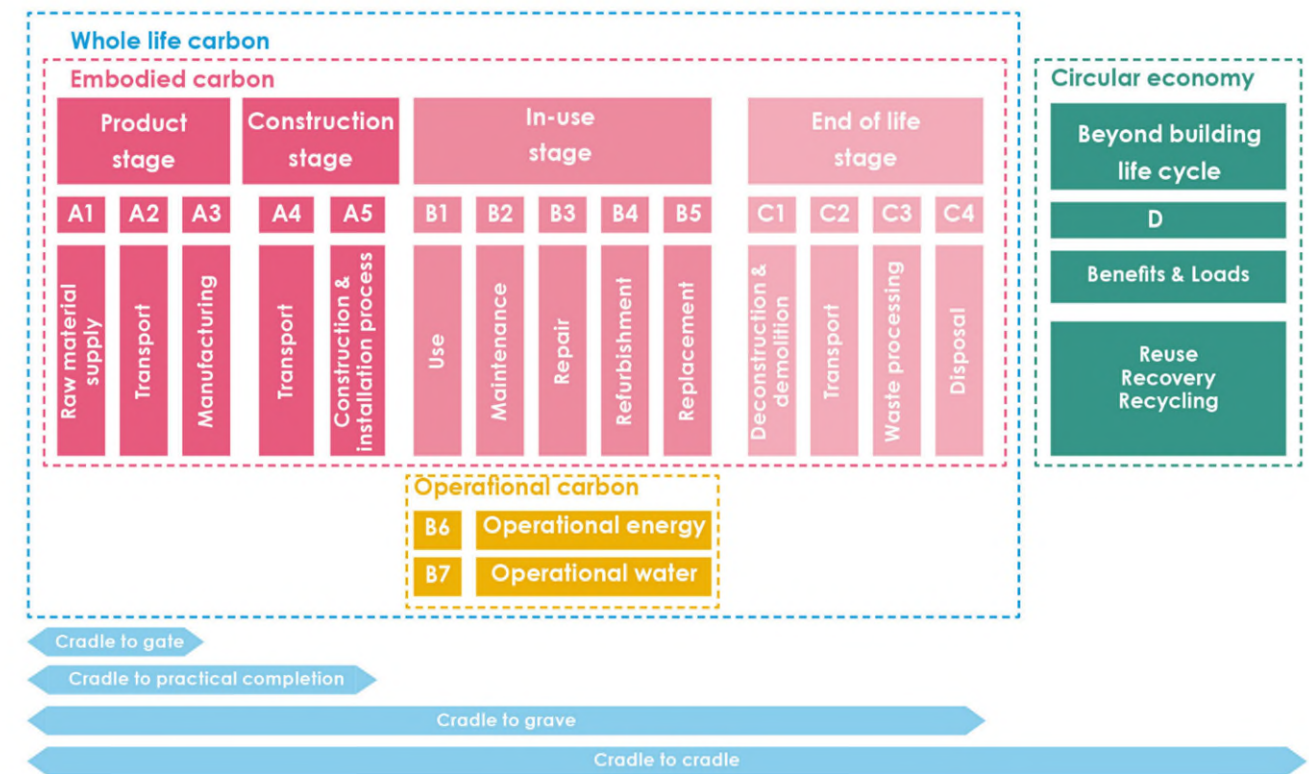 Whole life carbon
Embodied carbon
Product
stage
Construction
stage
In-use
stage
End of life
stage
A1
A2
A3
A4
A5
B1
B2
B3
B4
B5
C1
C2
C3
C4
Raw material
supply
Transport
Manufacturing
Transport
Construction &
installation process
Use
Maintenance
Repair
Refurbishment
Replacement
Deconstruction &
demolition
Transport
Waste processing
Disposal
Operational carbon
B6
Operational energy
B7
Operational water
Circular economy
Beyond building
life cycle
D
Benefits & Loads
Reuse
Recovery
Recycling
Cradle to gate
Cradle to practical completion
Cradle to grave
Cradle to cradle